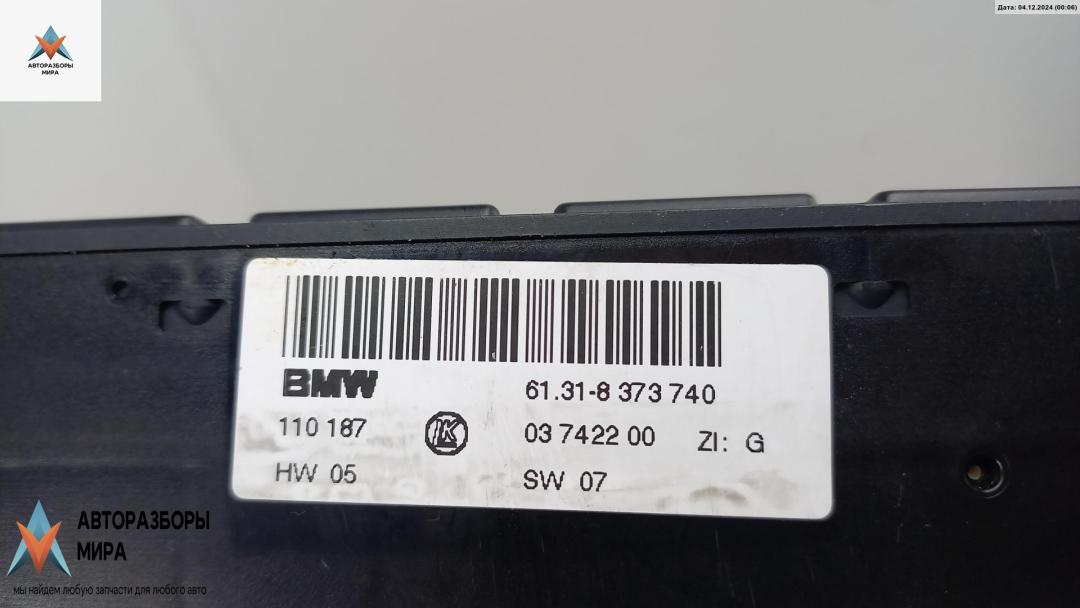 Дата: 04.12.2024 (00:06)
АВТОРАЗБОРЫ
МИРА
BMW
61.31-8 373 740
110 187
LK
03 7422 00
ZI: G
HW 05
SW 07
АВТОРАЗБОРЫ
МИРА
мы найдем любую запчасти для любого авто